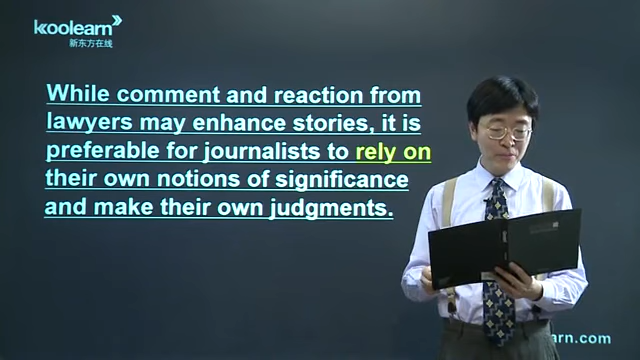 koolearn
新东方在线
While comment and reaction from
lawyers may enhance stories, it is
preferable for journalists to rely on
their own notions of significance
and make their own judgments.
earn.com